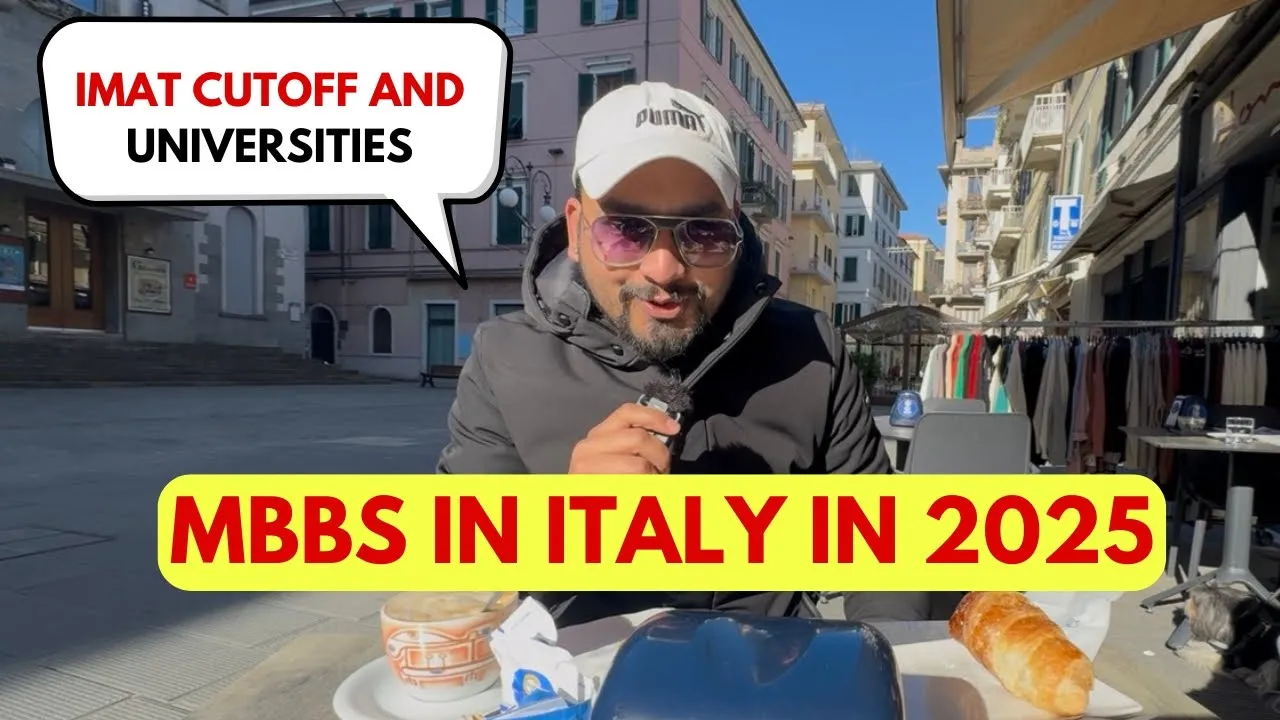 IMAT CUTOFF AND
UNIVERSITIES
PUMA
MBBS IN ITALY IN 2025
T